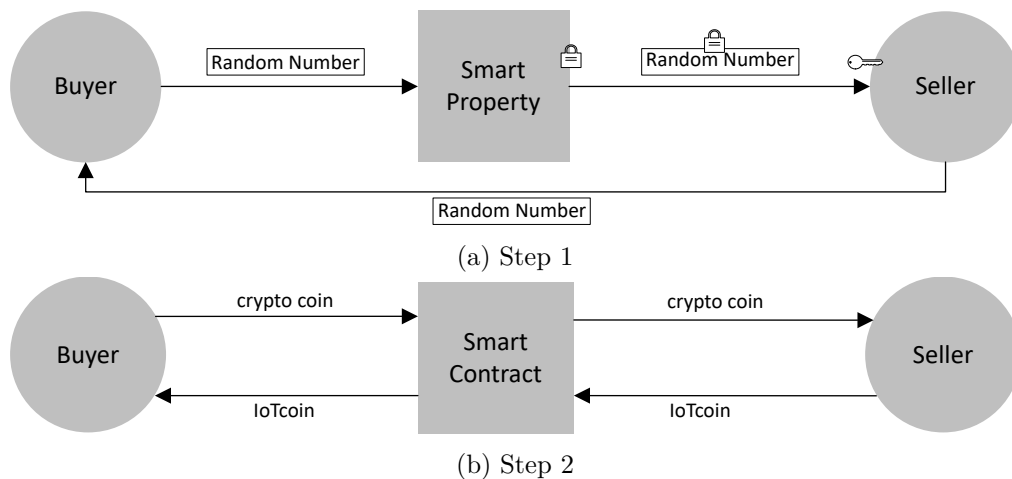 Random Number
Random Number
Buyer
Smart
Property
Seller
Random Number
(a) Step 1
crypto coin
crypto coin
Buyer
Smart
Contract
Seller
IoTcoin
IoTcoin
(b) Step 2